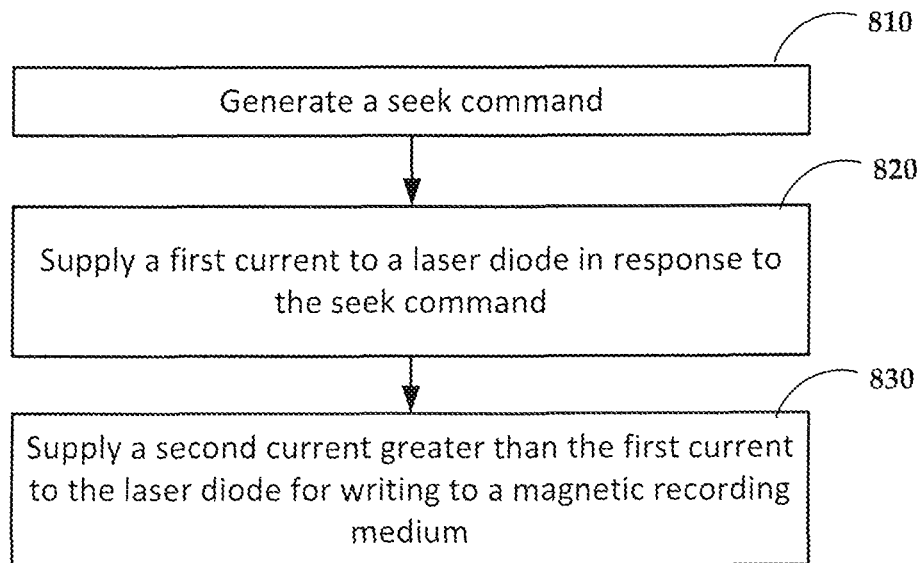 810
Generate a seek command
820
Supply a first current to a laser diode in response to
the seek command
830
Supply a second current greater than the first current
to the laser diode for writing to a magnetic recording
medium